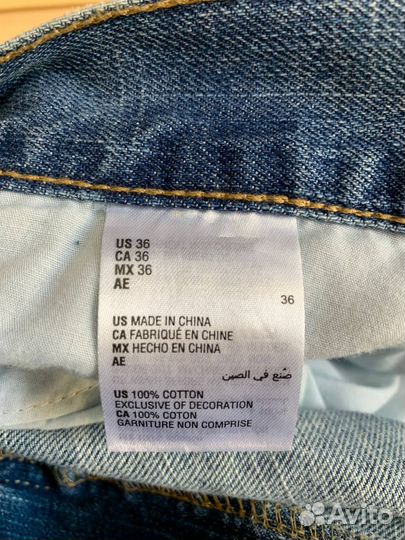 US 36
CA 36
MX 36
AE
36
US MADE IN CHINA
CA FABRIQUÉ EN CHINE
MX HECHO EN CHINA
AE
صُنع في الصين
US 100% COTTON
EXCLUSIVE OF DECORATION
CA 100% COTON
GARNITURE NON COMPRISE
Avito